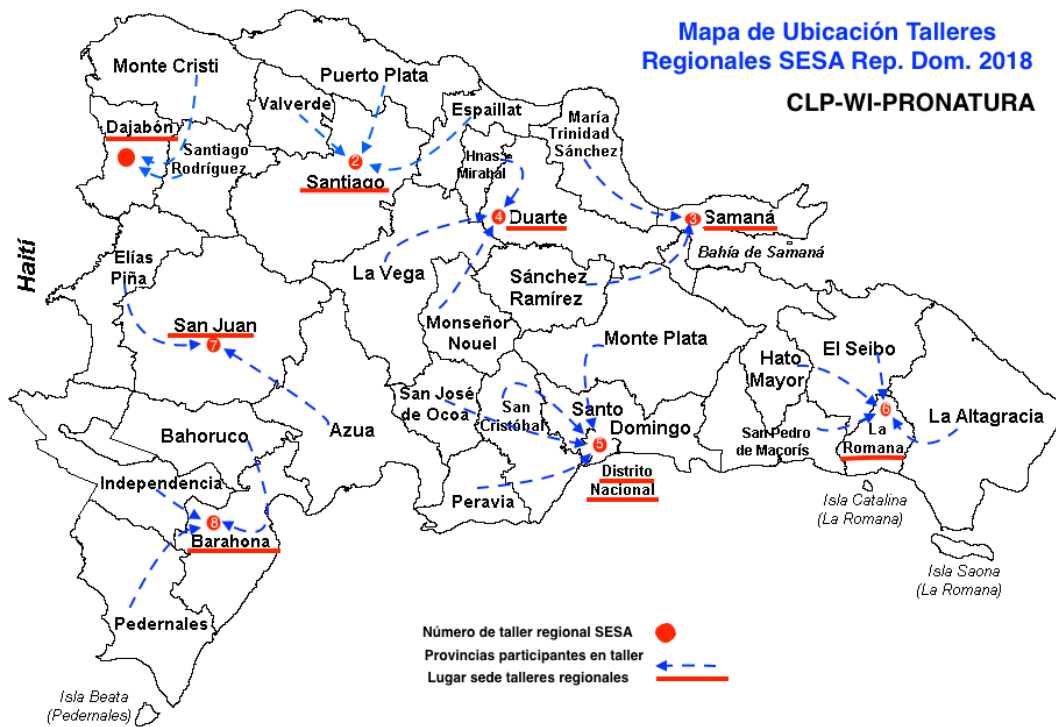 Mapa de Ubicación Talleres
Regionales SESA Rep. Dom. 2018
CLP-WI-PRONATURA
Monte Cristi
Puerto Plata
Valverde
Espaillat
María
Trinidad
Sánchez
Dajabón
Santiago
Rodríguez
2
Santiago
Hnas.
Mirabal
4
Duarte
3
Samaná
Bahía de Samaná
Haití
Elías
Piña
La Vega
Sánchez
Ramírez
San Juan
7
Monseñor
Nouel
Monte Plata
Hato
Mayor
El Seibo
San José
de Ocoa
San
Cristóbal
Santo
Domingo
6
La
Romana
La Altagracia
Azua
Bahoruco
5
San Pedro
de Macorís
Independencia
Peravia
Distrito
Nacional
Isla Catalina
(La Romana)
8
Barahona
Isla Saona
(La Romana)
Pedernales
Número de taller regional SESA
Provincias participantes en taller
Lugar sede talleres regionales
Isla Beata
(Pedernales)